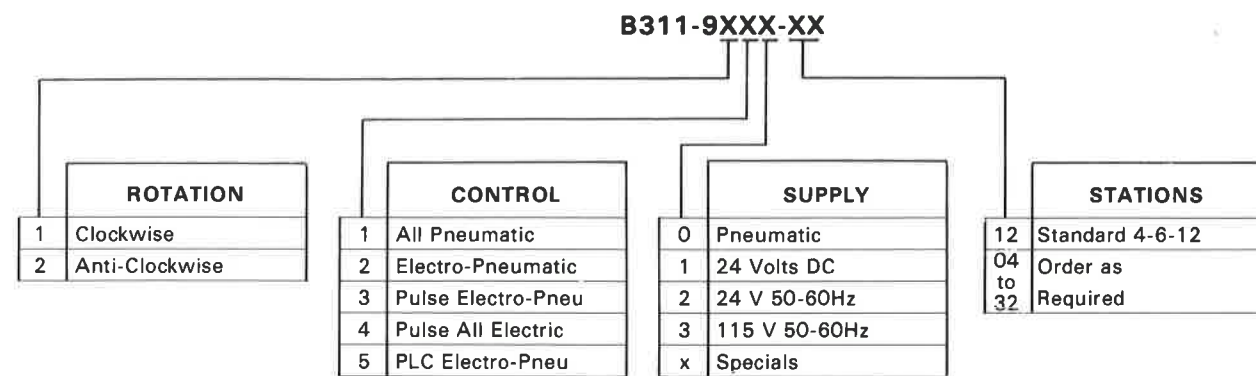 B311-9XXX-XX
ROTATION
1 Clockwise
2 Anti-Clockwise
CONTROL
1 All Pneumatic
2 Electro-Pneumatic
3 Pulse Electro-Pneu
4 Pulse All Electric
5 PLC Electro-Pneu
SUPPLY
0 Pneumatic
1 24 Volts DC
2 24 V 50-60Hz
3 115 V 50-60Hz
x Specials
STATIONS
12 Standard 4-6-12
04 to 32 Order as Required